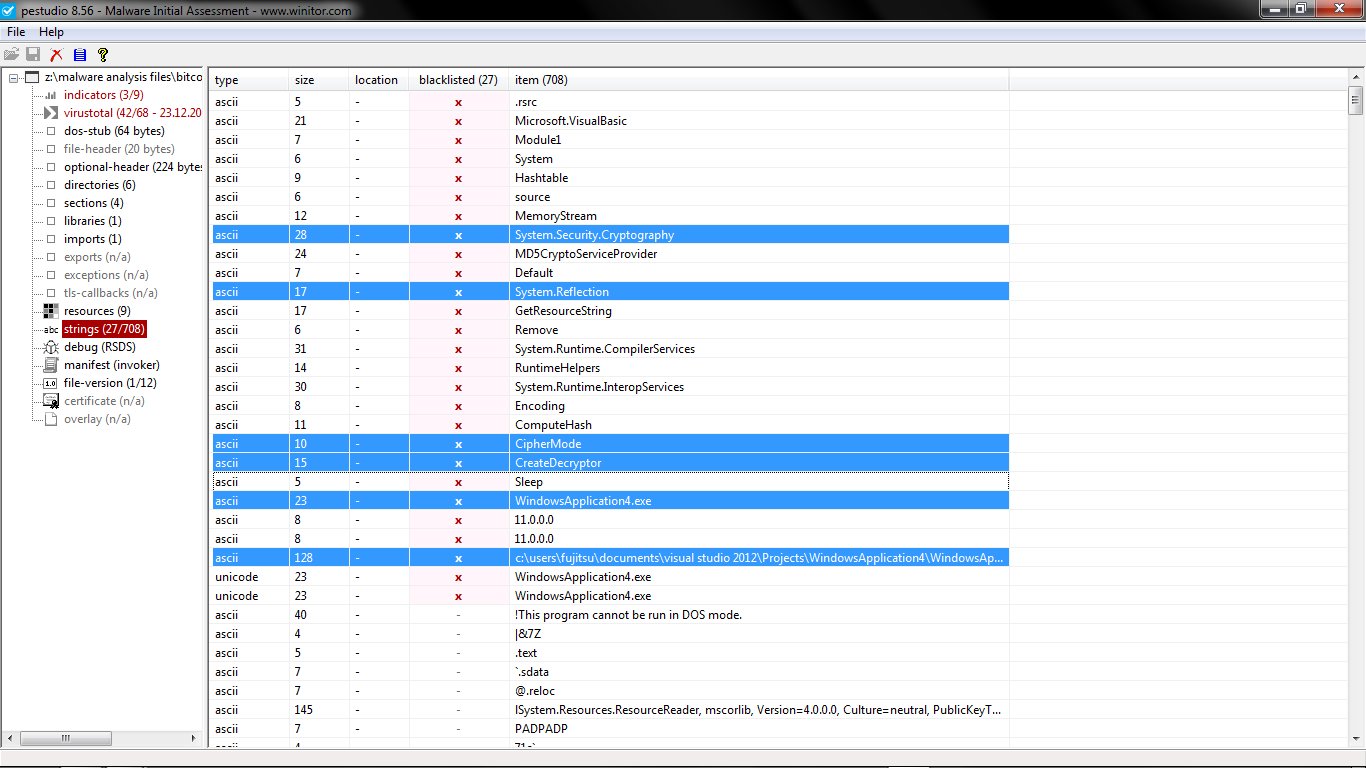 pestudio 8.56 - Malware Initial Assessment - www.winitor.com
File Help
z:\malware analysis files\bitco
indicators (3/9)
virustotal (42/68 - 23.12.20
dos-stub (64 bytes)
file-header (20 bytes)
optional-header (224 bytes
directories (6)
sections (4)
libraries (1)
imports (1)
exports (n/a)
exceptions (n/a)
tls-callbacks (n/a)
resources (9)
abc strings (27/708)
debug (RSDS)
manifest (invoker)
1.0 file-version (1/12)
certificate (n/a)
overlay (n/a)
type size location blacklisted (27) item (708)
ascii 5 - x .rsrc
ascii 21 - x Microsoft.VisualBasic
ascii 7 - x Module1
ascii 6 - x System
ascii 9 - x Hashtable
ascii 6 - x source
ascii 12 - x MemoryStream
ascii 28 - x System.Security.Cryptography
ascii 24 - x MD5CryptoServiceProvider
ascii 7 - x Default
ascii 17 - x System.Reflection
ascii 17 - x GetResourceString
ascii 6 - x Remove
ascii 31 - x System.Runtime.CompilerServices
ascii 14 - x RuntimeHelpers
ascii 30 - x System.Runtime.InteropServices
ascii 8 - x Encoding
ascii 11 - x ComputeHash
ascii 10 - x CipherMode
ascii 15 - x CreateDecryptor
ascii 5 - x Sleep
ascii 23 - x WindowsApplication4.exe
ascii 8 - x 11.0.0.0
ascii 8 - x 11.0.0.0
ascii 128 - x c:\users\fujitsu\documents\visual studio 2012\Projects\WindowsApplication4\WindowsAp...
unicode 23 - x WindowsApplication4.exe
unicode 23 - x WindowsApplication4.exe
ascii 40 - - !This program cannot be run in DOS mode.
ascii 4 - - |&7Z
ascii 5 - - .text
ascii 7 - - `.sdata
ascii 7 - - @.reloc
ascii 145 - - lSystem.Resources.ResourceReader, mscorlib, Version=4.0.0.0, Culture=neutral, PublicKeyT...
ascii 7 - - PADPADP